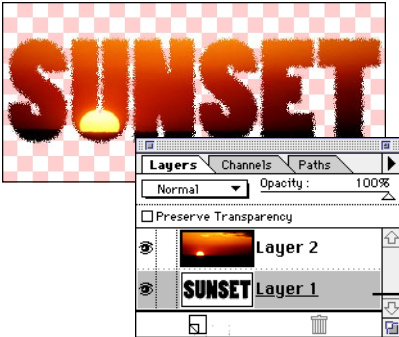 SUNSET
Layers Channels Paths
Normal Opacity: 100%
Preserve Transparency
Layer 2
SUNSET Layer 1